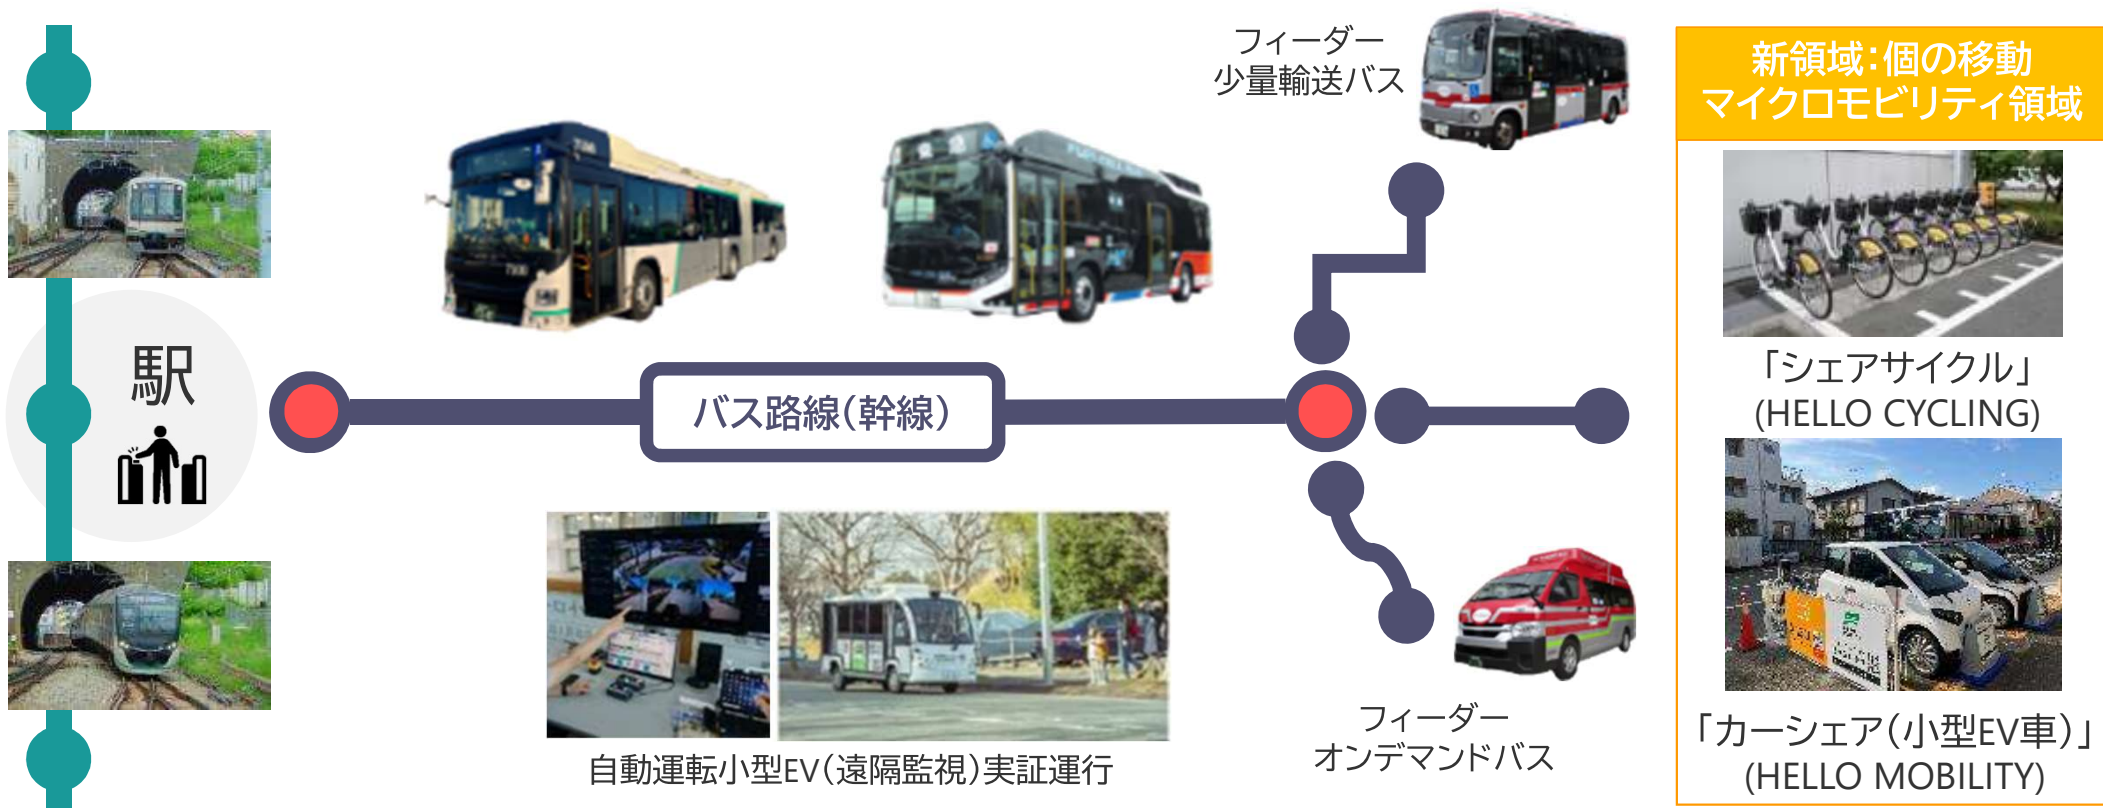 フィーダー
少量輸送バス
新領域:個の移動
マイクロモビリティ領域
駅
バス路線(幹線)
「シェアサイクル」
(HELLO CYCLING)
自動運転小型EV(遠隔監視)実証運行
フィーダー
オンデマンドバス
「カーシェア(小型EV車)」
(HELLO MOBILITY)